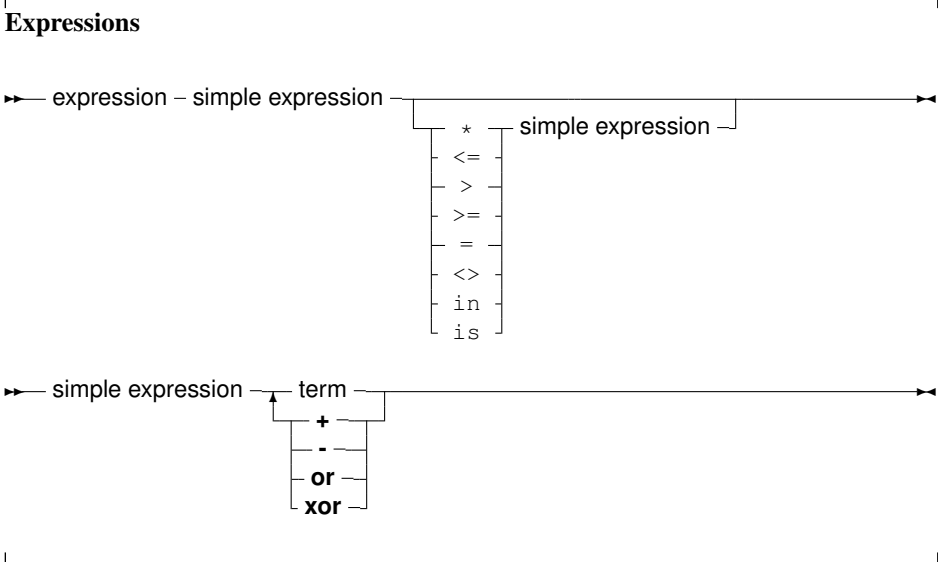 Expressions
expression simple expression
* simple expression
<=
>
>=
=
<>
in
is
simple expression term
+
-
or
xor